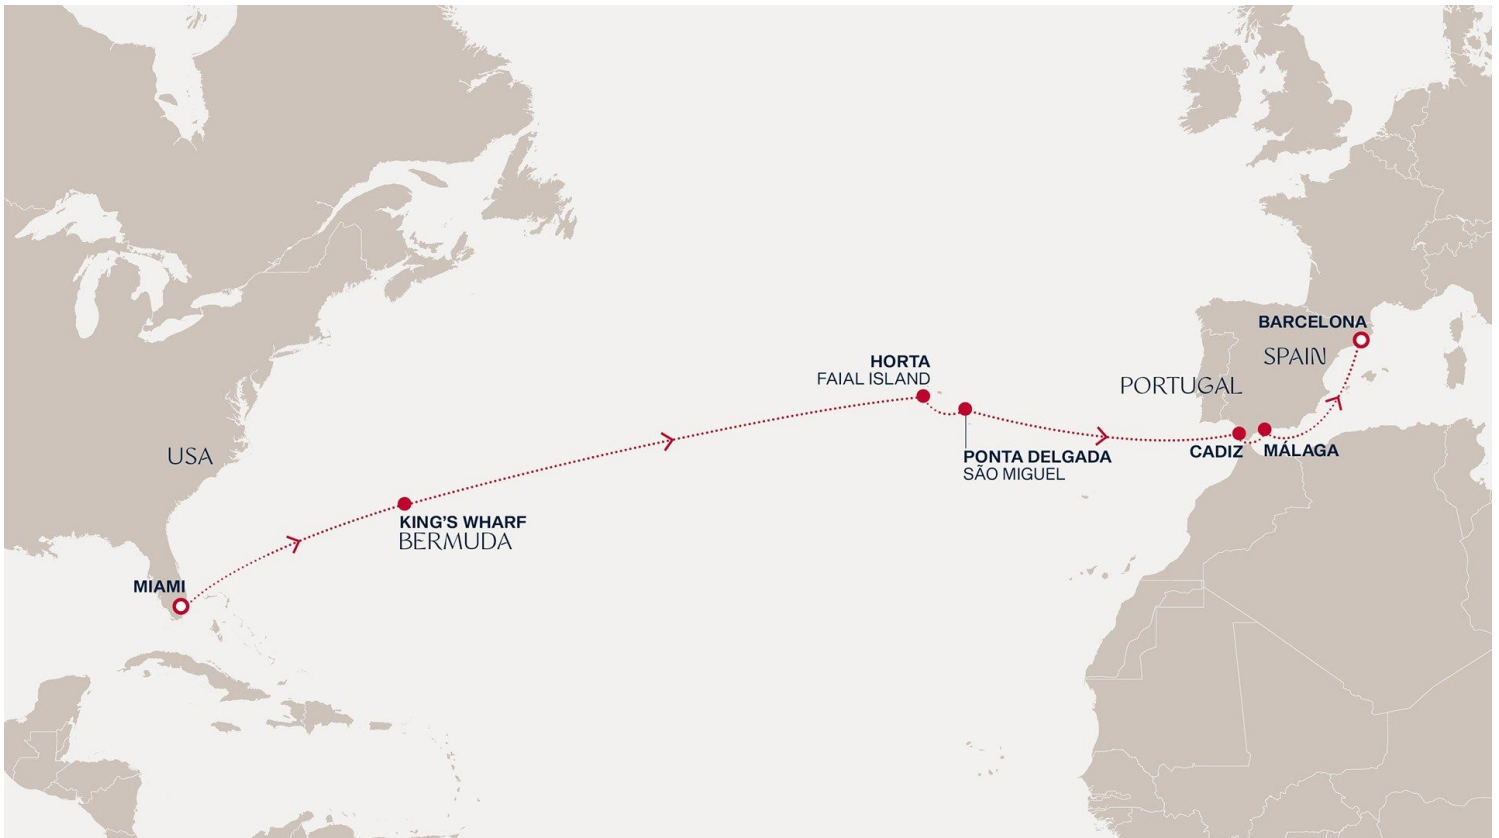 BARCELONA
SPAIN
HORTA
FAIAL ISLAND
PORTUGAL
PONTA DELGADA
SÃO MIGUEL
CADIZ
MÁLAGA
USA
KING'S WHARF
BERMUDA
MIAMI